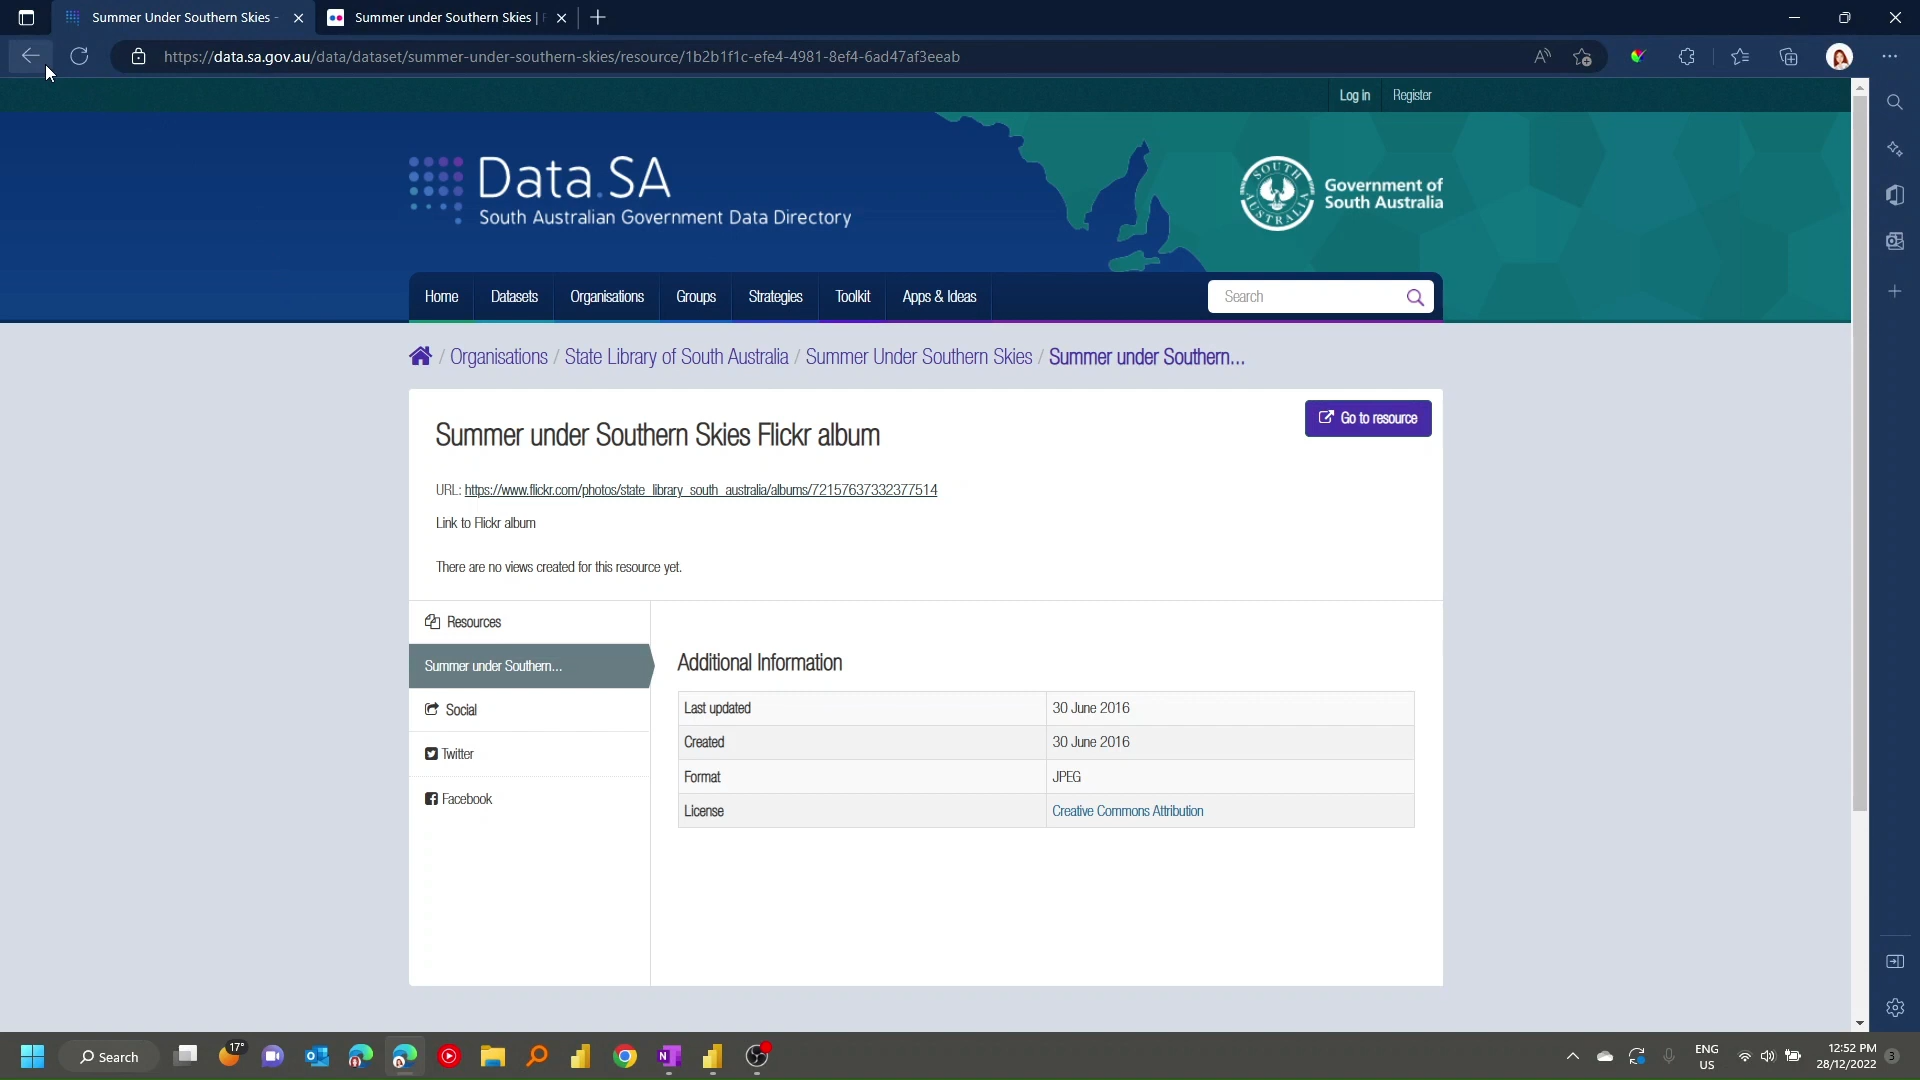 Summer Under Southern Skies -
Summer under Southern Skies | F
https://data.sa.gov.au/data/dataset/summer-under-southern-skies/resource/1b2b1f1c-efe4-4981-8ef4-6ad47af3eeab
Log in Register
Data.SA
South Australian Government Data Directory
SOUTH AUSTRALIA
Government of
South Australia
Home Datasets Organisations Groups Strategies Toolkit Apps & Ideas Search
/ Organisations / State Library of South Australia / Summer Under Southern Skies / Summer under Southern...
Go to resource
Summer under Southern Skies Flickr album
URL: https://www.flickr.com/photos/state_library_south_australia/albums/72157637332377514
Link to Flickr album
There are no views created for this resource yet.
Resources
Summer under Southern...
Social
Twitter
Facebook
Additional Information
Last updated 30 June 2016
Created 30 June 2016
Format JPEG
License Creative Commons Attribution
Search
17°
ENG
US
12:52 PM
28/12/2022
3